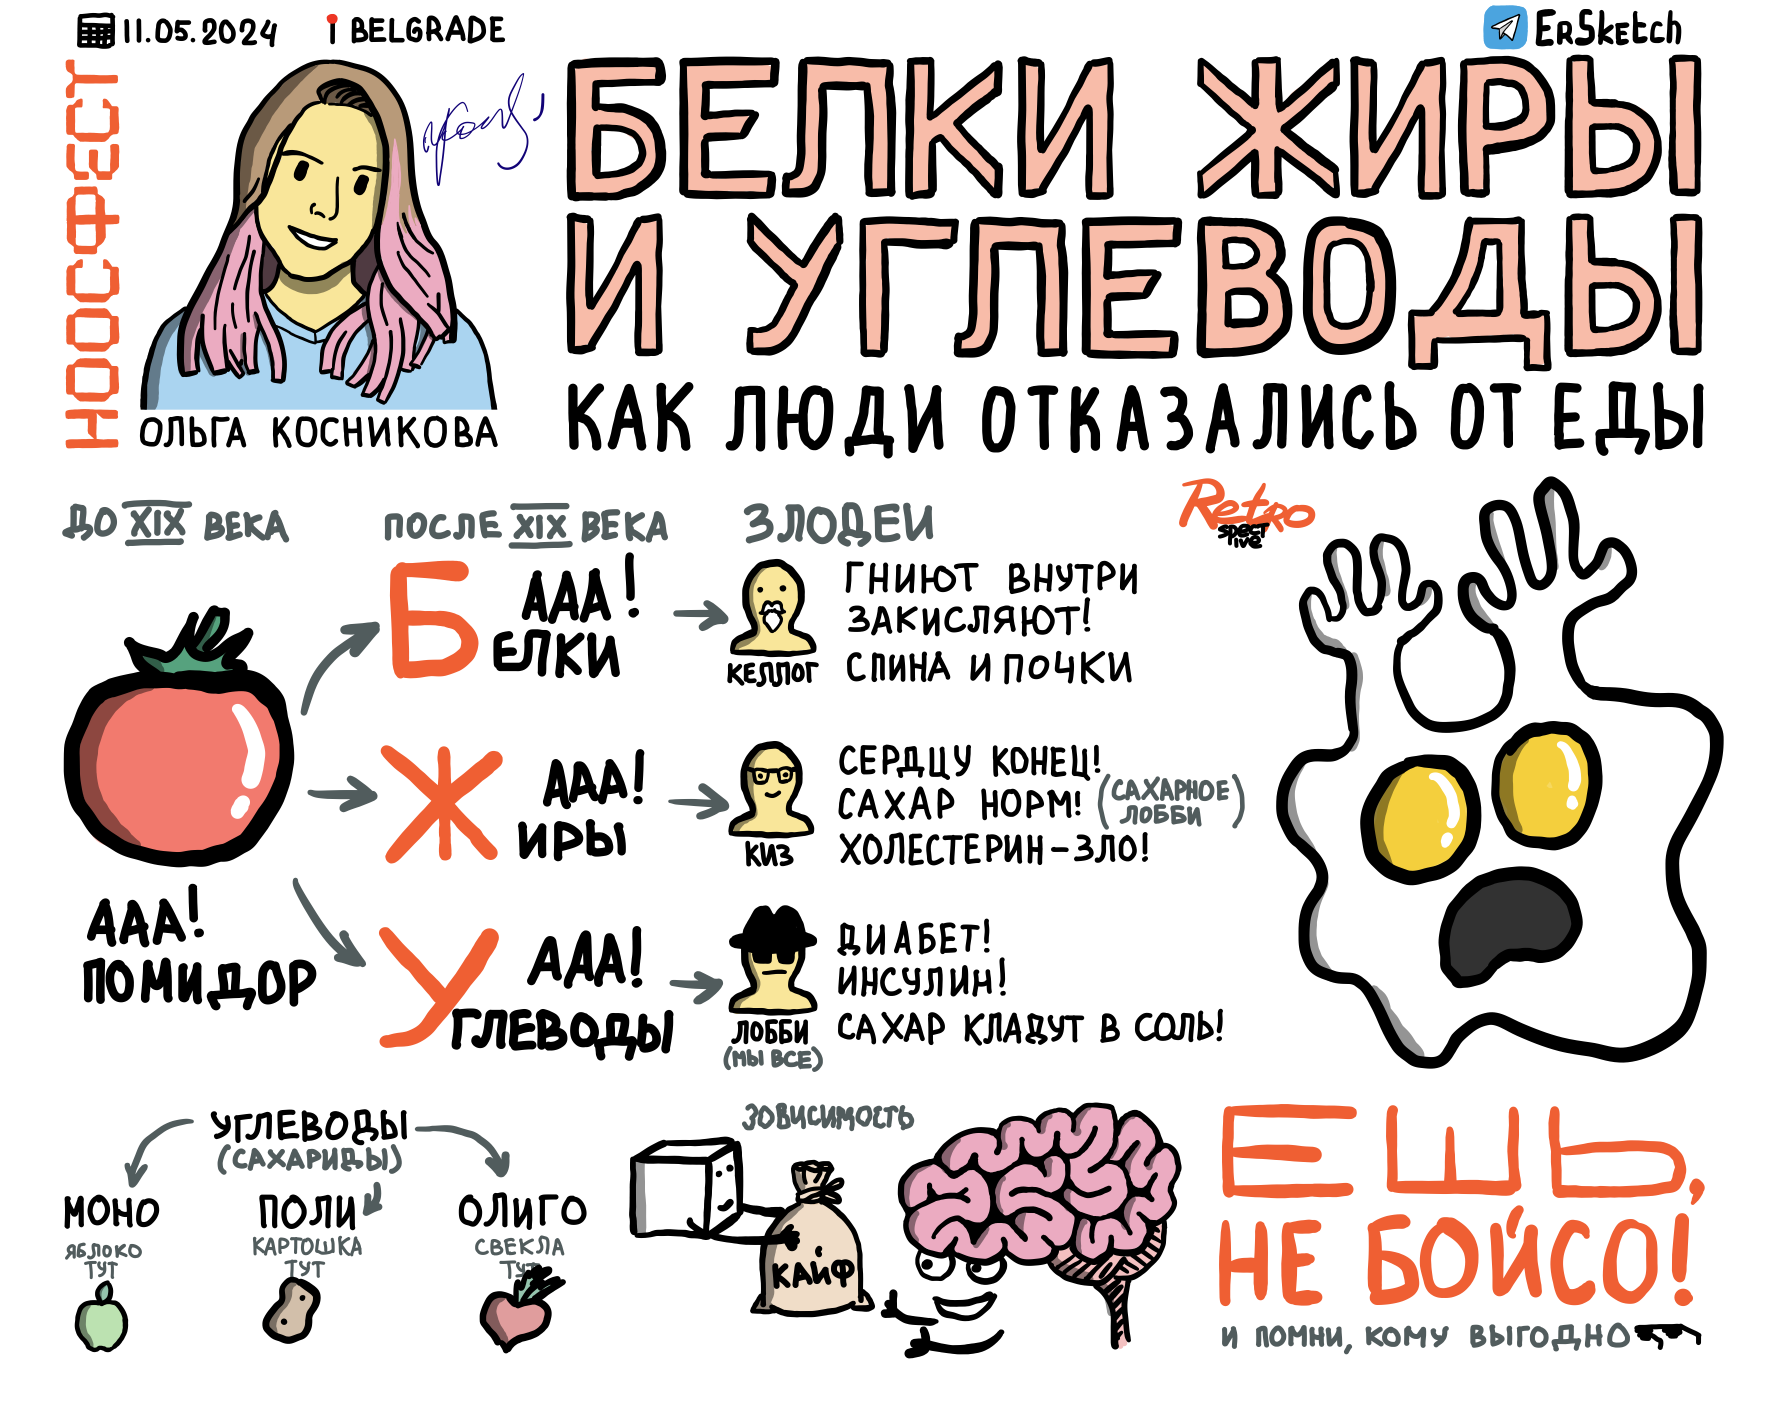 11.05.2024
BELGRADE
ErSketch
НООСФЕСТ
ОЛЬГА КОСНИКОВА
БЕЛКИ ЖИРЫ
И УГЛЕВОДЫ
КАК ЛЮДИ ОТКАЗАЛИСЬ ОТ ЕДЫ
ДО XIX ВЕКА
ПОСЛЕ XIX ВЕКА
ЗЛОДЕИ
Retro
spect
ive
ААА!
ПОМИДОР
ААА!
БЕЛКИ
КЕЛЛОГ
ГНИЮТ ВНУТРИ
ЗАКИСЛЯЮТ!
СПИНА И ПОЧКИ
ААА!
ЖИРЫ
КИЗ
СЕРДЦУ КОНЕЦ!
САХАР НОРМ! (САХАРНОЕ
ЛОББИ)
ХОЛЕСТЕРИН-ЗЛО!
ААА!
УГЛЕВОДЫ
ЛОББИ
(МЫ ВСЕ)
ДИАБЕТ!
ИНСУЛИН!
САХАР КЛАДУТ В СОЛЬ!
УГЛЕВОДЫ
(САХАРИДЫ)
МОНО
ЯБЛОКО
ТУТ
ПОЛИ
КАРТОШКА
ТУТ
ОЛИГО
СВЕКЛА
ТУТ
ЗОВИСИМОСТЬ
КАЙФ
ЕШЬ,
НЕ БОЙСО!
И ПОМНИ, КОМУ ВЫГОДНО